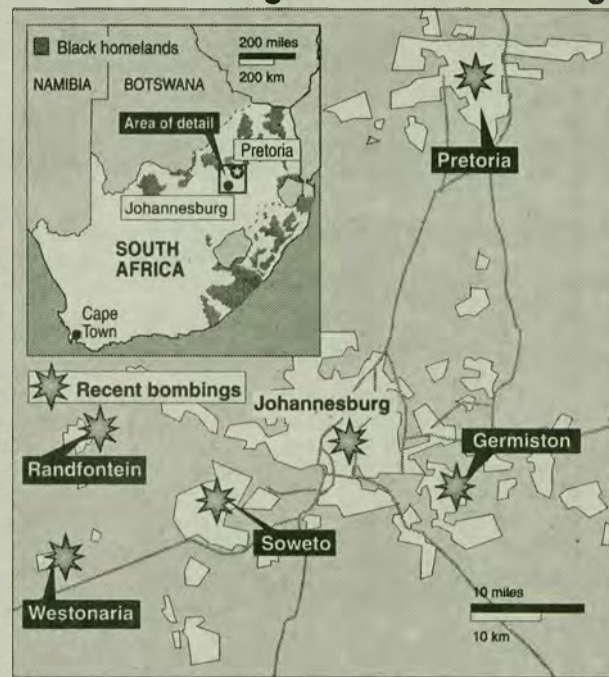 Black homelands
200 miles
200 km
NAMIBIA
BOTSWANA
Area of detail
Pretoria
Johannesburg
SOUTH
AFRICA
Cape
Town
Pretoria
Recent bombings
Johannesburg
Randfontein
Germiston
Soweto
Westonaria
10 miles
10 km